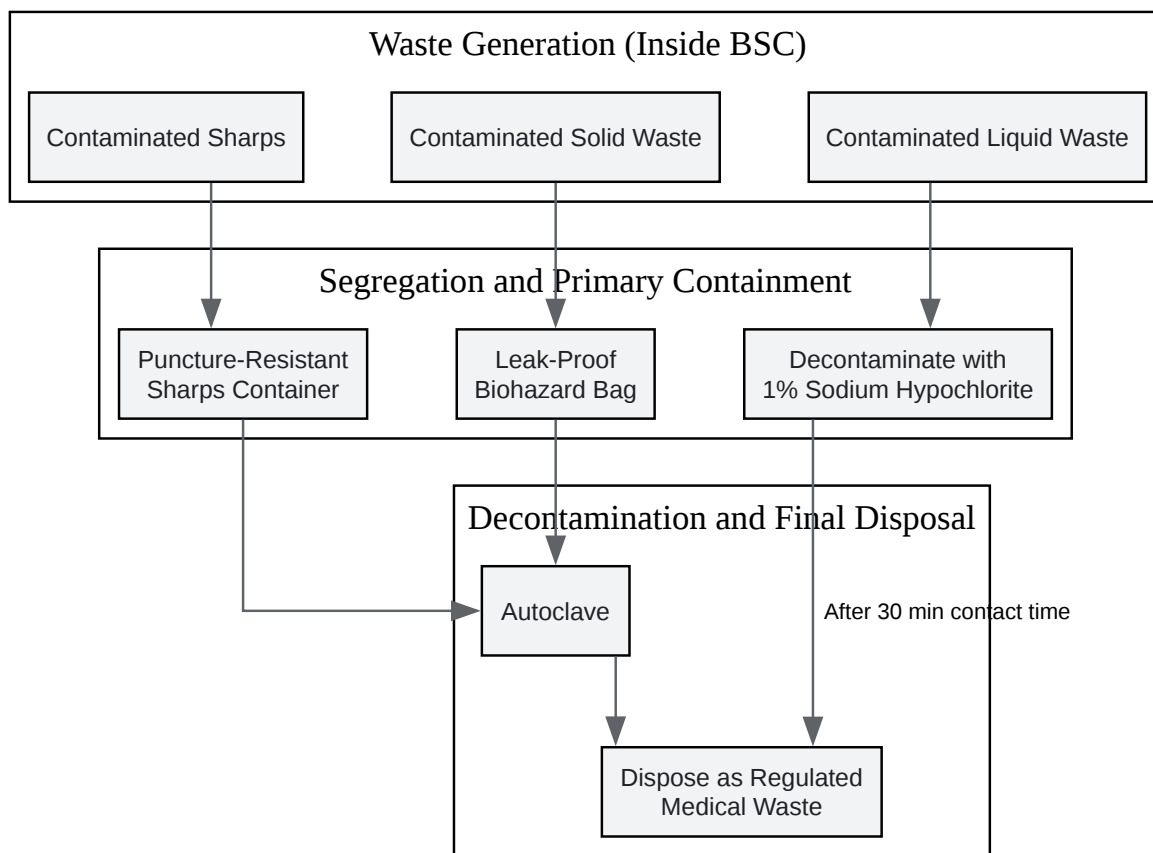 Waste Generation (Inside BSC)
Contaminated Sharps
Contaminated Solid Waste
Contaminated Liquid Waste
Segregation and Primary Containment
Puncture-Resistant
Sharps Container
Leak-Proof
Biohazard Bag
Decontaminate with
1% Sodium Hypochlorite
Decontamination and Final Disposal
Autoclave
After 30 min contact time
Dispose as Regulated
Medical Waste